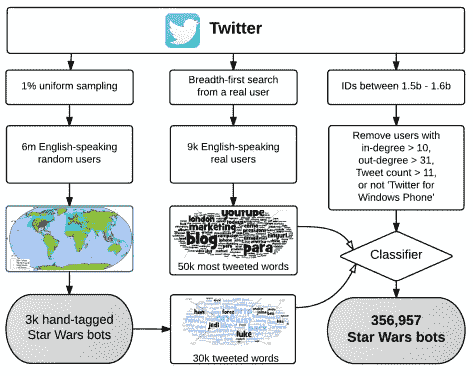 Twitter
1% uniform sampling
Breadth-first search
from a real user
IDs between 1.5b - 1.6b
6m English-speaking
random users
9k English-speaking
real users
Remove users with
in-degree > 10,
out-degree > 31,
Tweet count > 11,
or not 'Twitter for
Windows Phone'
youtube
london
marketing
blog
para
50k most tweeted words
Classifier
3k hand-tagged
Star Wars bots
han
force
jedi
luke
30k tweeted words
356,957
Star Wars bots